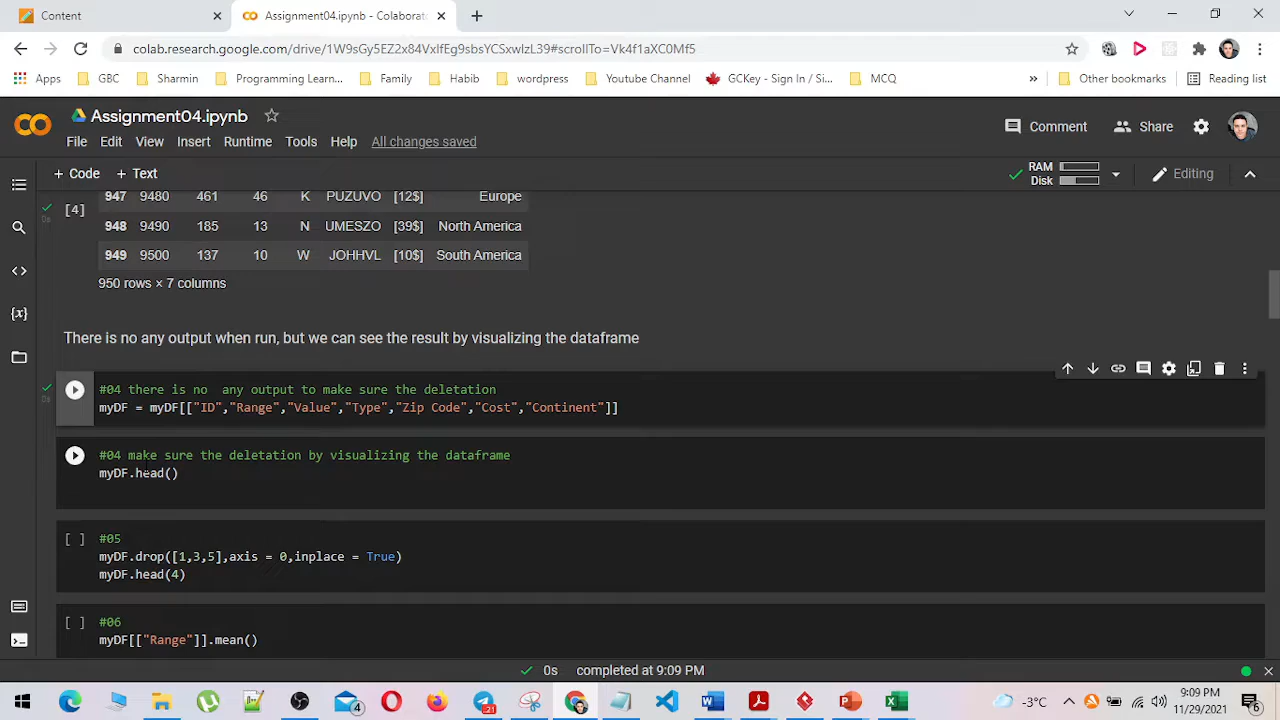 Content
Assignment04.ipynb - Colaborat
colab.research.google.com/drive/1W9sGy5EZ2x84VxIfEg9sbsYCSxwlzL39#scrollTo=Vk4f1aXC0Mf5
Apps GBC Sharmin Programming Learn... Family Habib wordpress Youtube Channel GCKey - Sign In / Si... MCQ » Other bookmarks Reading list
Assignment04.ipynb
Comment Share
File Edit View Insert Runtime Tools Help All changes saved
+ Code + Text
RAM
Disk
Editing
947 9480 461 46 K PUZUVO [12$] Europe
[4]
948 9490 185 13 N UMESZO [39$] North America
949 9500 137 10 W JOHHVL [10$] South America
950 rows × 7 columns
There is no any output when run, but we can see the result by visualizing the dataframe
#04 there is no any output to make sure the deletation
0s
myDF = myDF[["ID","Range","Value","Type","Zip Code","Cost","Continent"]]
#04 make sure the deletation by visualizing the dataframe
myDF.head()
[ ] #05
myDF.drop([1,3,5],axis = 0,inplace = True)
myDF.head(4)
[ ] #06
myDF[["Range"]].mean()
0s completed at 9:09 PM
4
21
-3°C
9:09 PM
11/29/2021
6